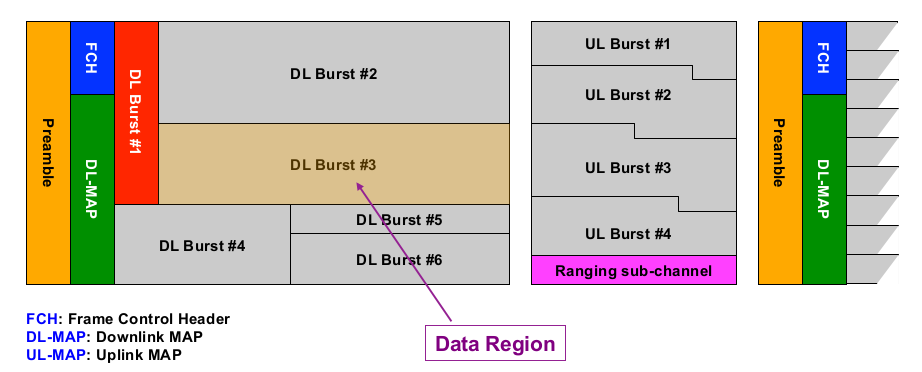 Preamble
FCH
DL-MAP
DL Burst #1
DL Burst #2
DL Burst #3
DL Burst #4
DL Burst #5
DL Burst #6
UL Burst #1
UL Burst #2
UL Burst #3
UL Burst #4
Ranging sub-channel
Preamble
FCH
DL-MAP
FCH: Frame Control Header
DL-MAP: Downlink MAP
UL-MAP: Uplink MAP
Data Region